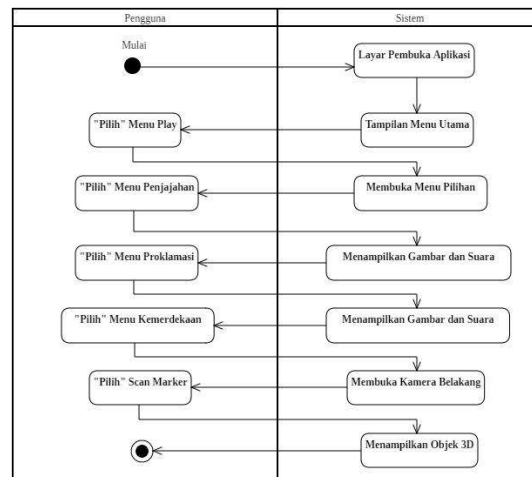 Pengguna
Sistem
Mulai
Layar Pembuka Aplikasi
"Pilih" Menu Play
Tampilan Menu Utama
"Pilih" Menu Penjajahan
Membuka Menu Pilihan
"Pilih" Menu Proklamasi
Menampilkan Gambar dan Suara
"Pilih" Menu Kemerdekaan
Menampilkan Gambar dan Suara
"Pilih" Scan Marker
Membuka Kamera Belakang
Menampilkan Objek 3D